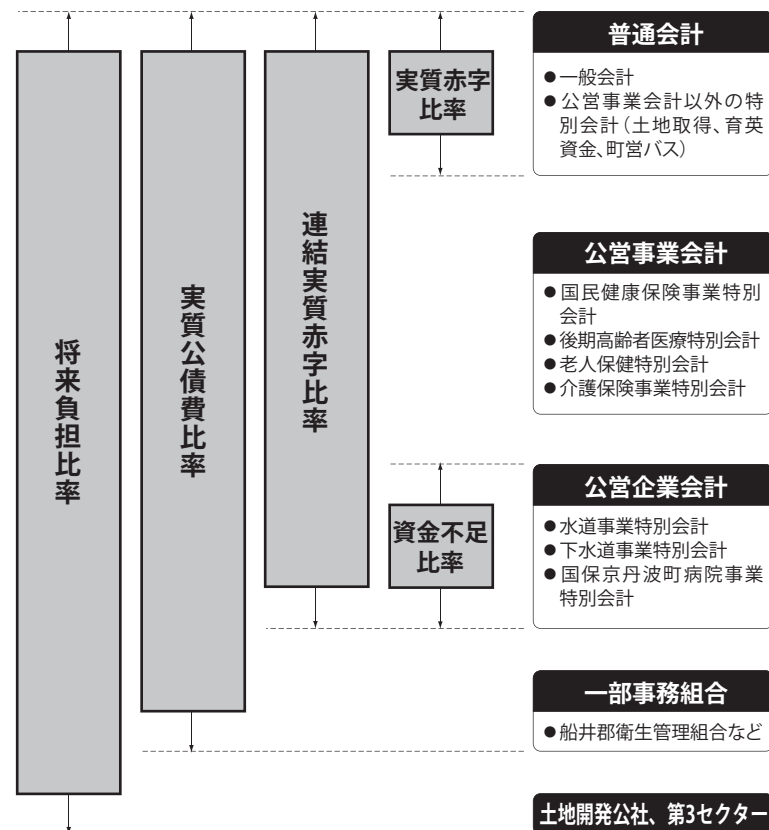 将来負担比率
実質公債費比率
連結実質赤字比率
実質赤字
比率
資金不足
比率
普通会計
●一般会計
●公営事業会計以外の特
別会計(土地取得、育英
資金、町営バス)
公営事業会計
●国民健康保険事業特別
会計
●後期高齢者医療特別会計
●老人保健特別会計
●介護保険事業特別会計
公営企業会計
●水道事業特別会計
●下水道事業特別会計
●国保京丹波町病院事業
特別会計
一部事務組合
●船井郡衛生管理組合など
土地開発公社、第3セクター